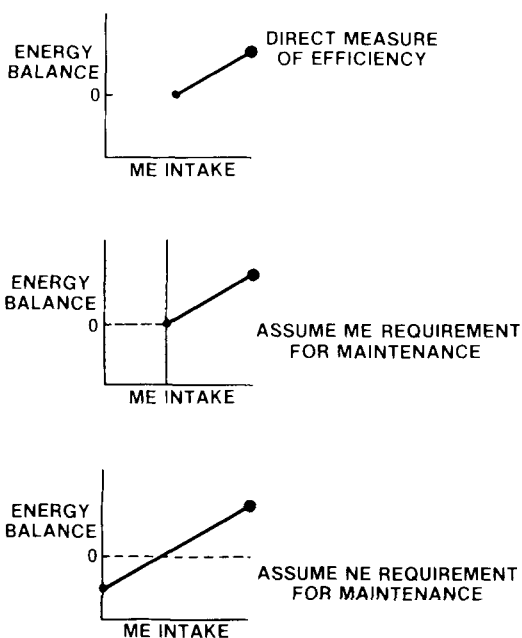 ENERGY
BALANCE
DIRECT MEASURE
OF EFFICIENCY
0
ME INTAKE
ENERGY
BALANCE
0
ASSUME ME REQUIREMENT
FOR MAINTENANCE
ME INTAKE
ENERGY
BALANCE
0
ASSUME NE REQUIREMENT
FOR MAINTENANCE
ME INTAKE